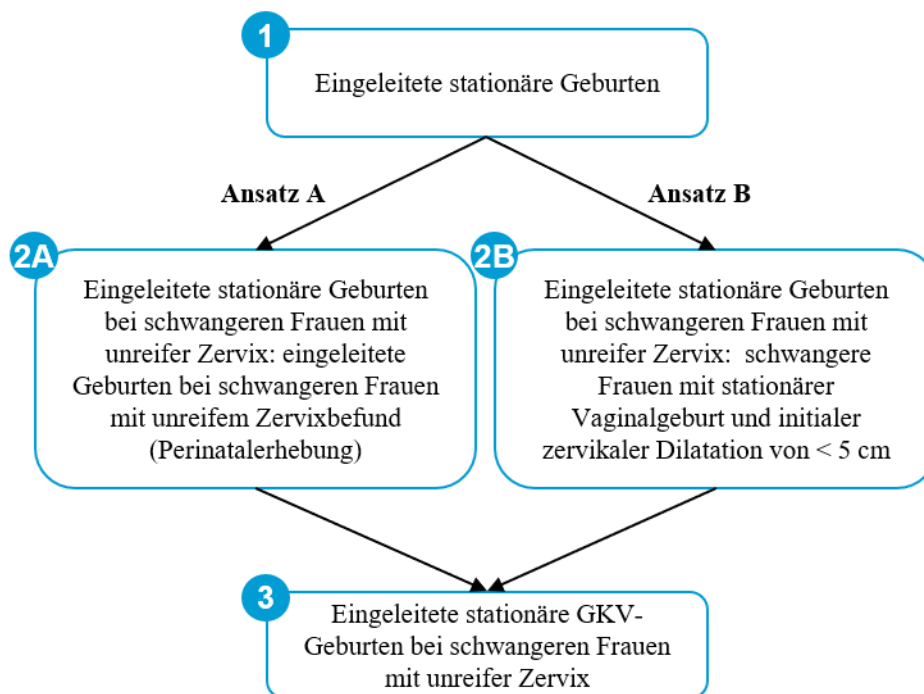 1
Eingeleitete stationäre Geburten
Ansatz A
Ansatz B
2A
Eingeleitete stationäre Geburten
bei schwangeren Frauen mit
unreifer Zervix: eingeleitete
Geburten bei schwangeren Frauen
mit unreifem Zervixbefund
(Perinatalerhebung)
2B
Eingeleitete stationäre Geburten
bei schwangeren Frauen mit
unreifer Zervix: schwangere
Frauen mit stationärer
Vaginalgeburt und initialer
zervikaler Dilatation von < 5 cm
3
Eingeleitete stationäre GKV-
Geburten bei schwangeren Frauen
mit unreifer Zervix